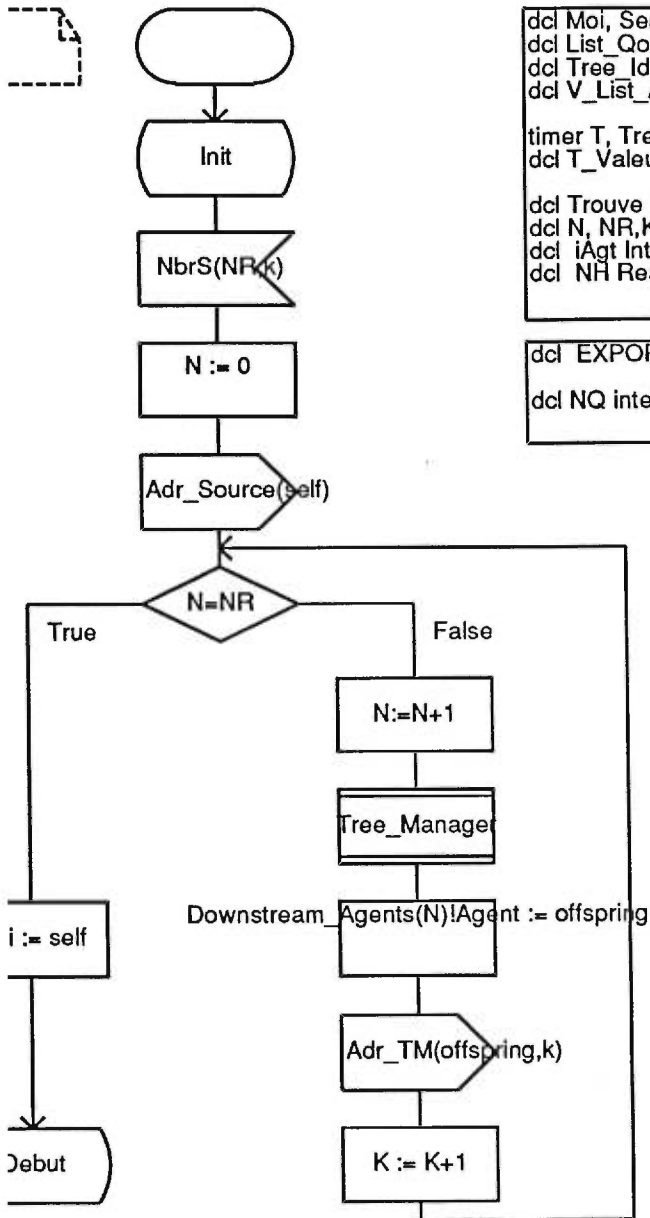 Init
NbrS(NR,k)
N := 0
Adr_Source(self)
N=NR
True
False
N:=N+1
Tree_Manager
Downstream_Agents(N)!Agent := offspring
i := self
Adr_TM(offspring,k)
Debut
K := K+1
dcl Moi, Se
dcl List_Qo
dcl Tree_Id
dcl V_List_
timer T, Tre
dcl T_Valeu
dcl Trouve
dcl N, NR,K
dcl iAgt Int
dcl NH Rea
dcl EXPOR
dcl NQ inte